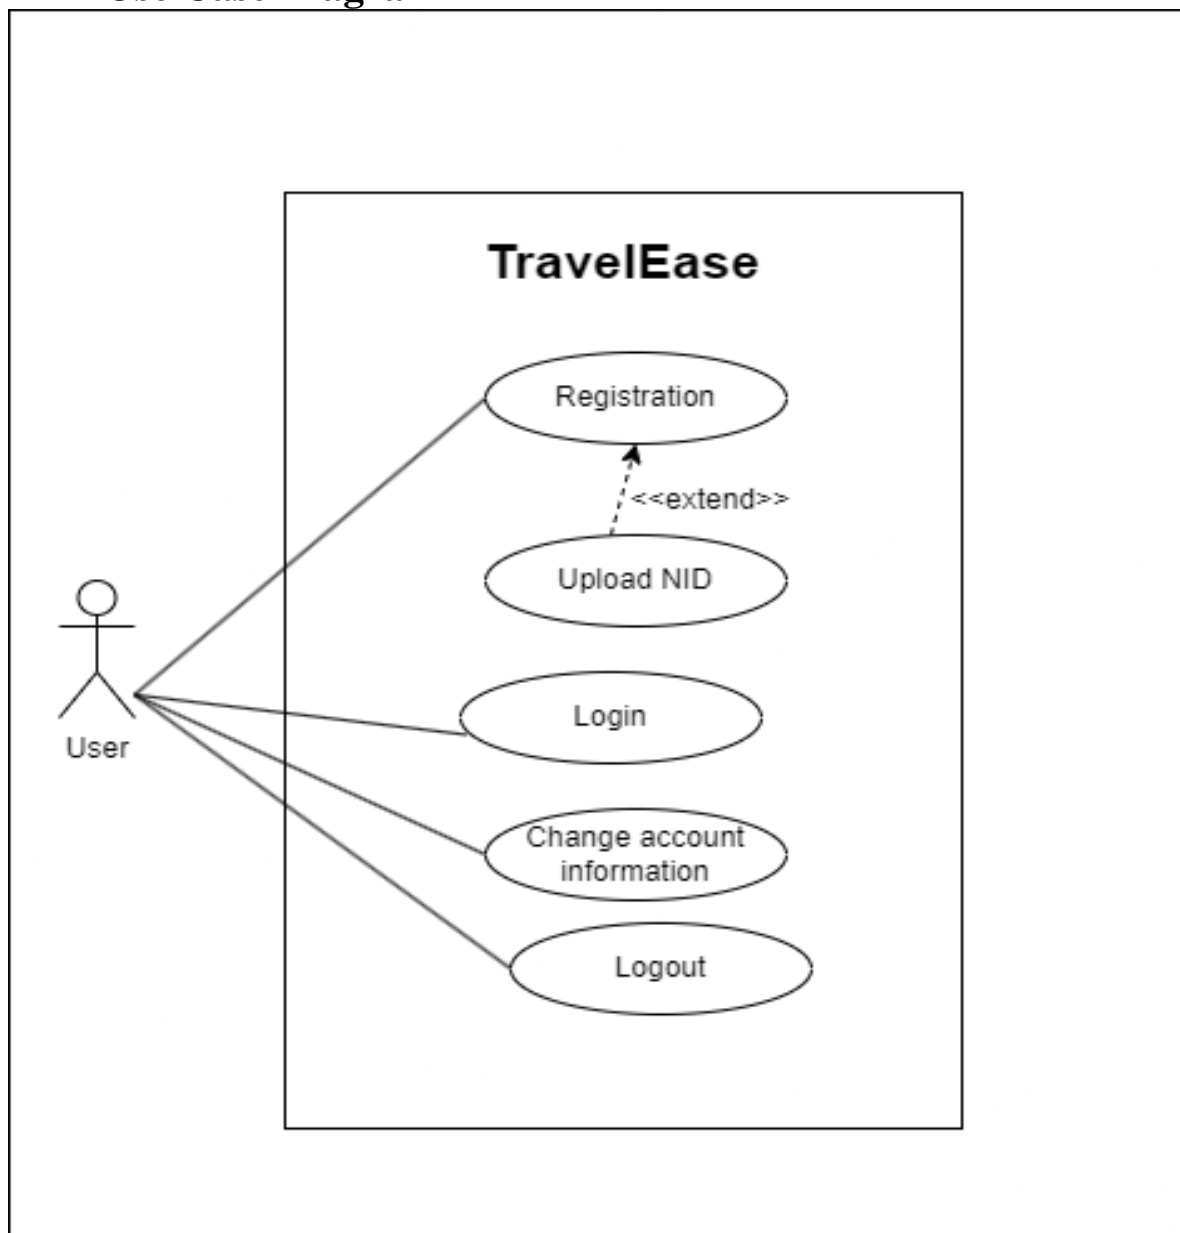 TravelEase
Registration
<<extend>>
Upload NID
Login
User
Change account
information
Logout